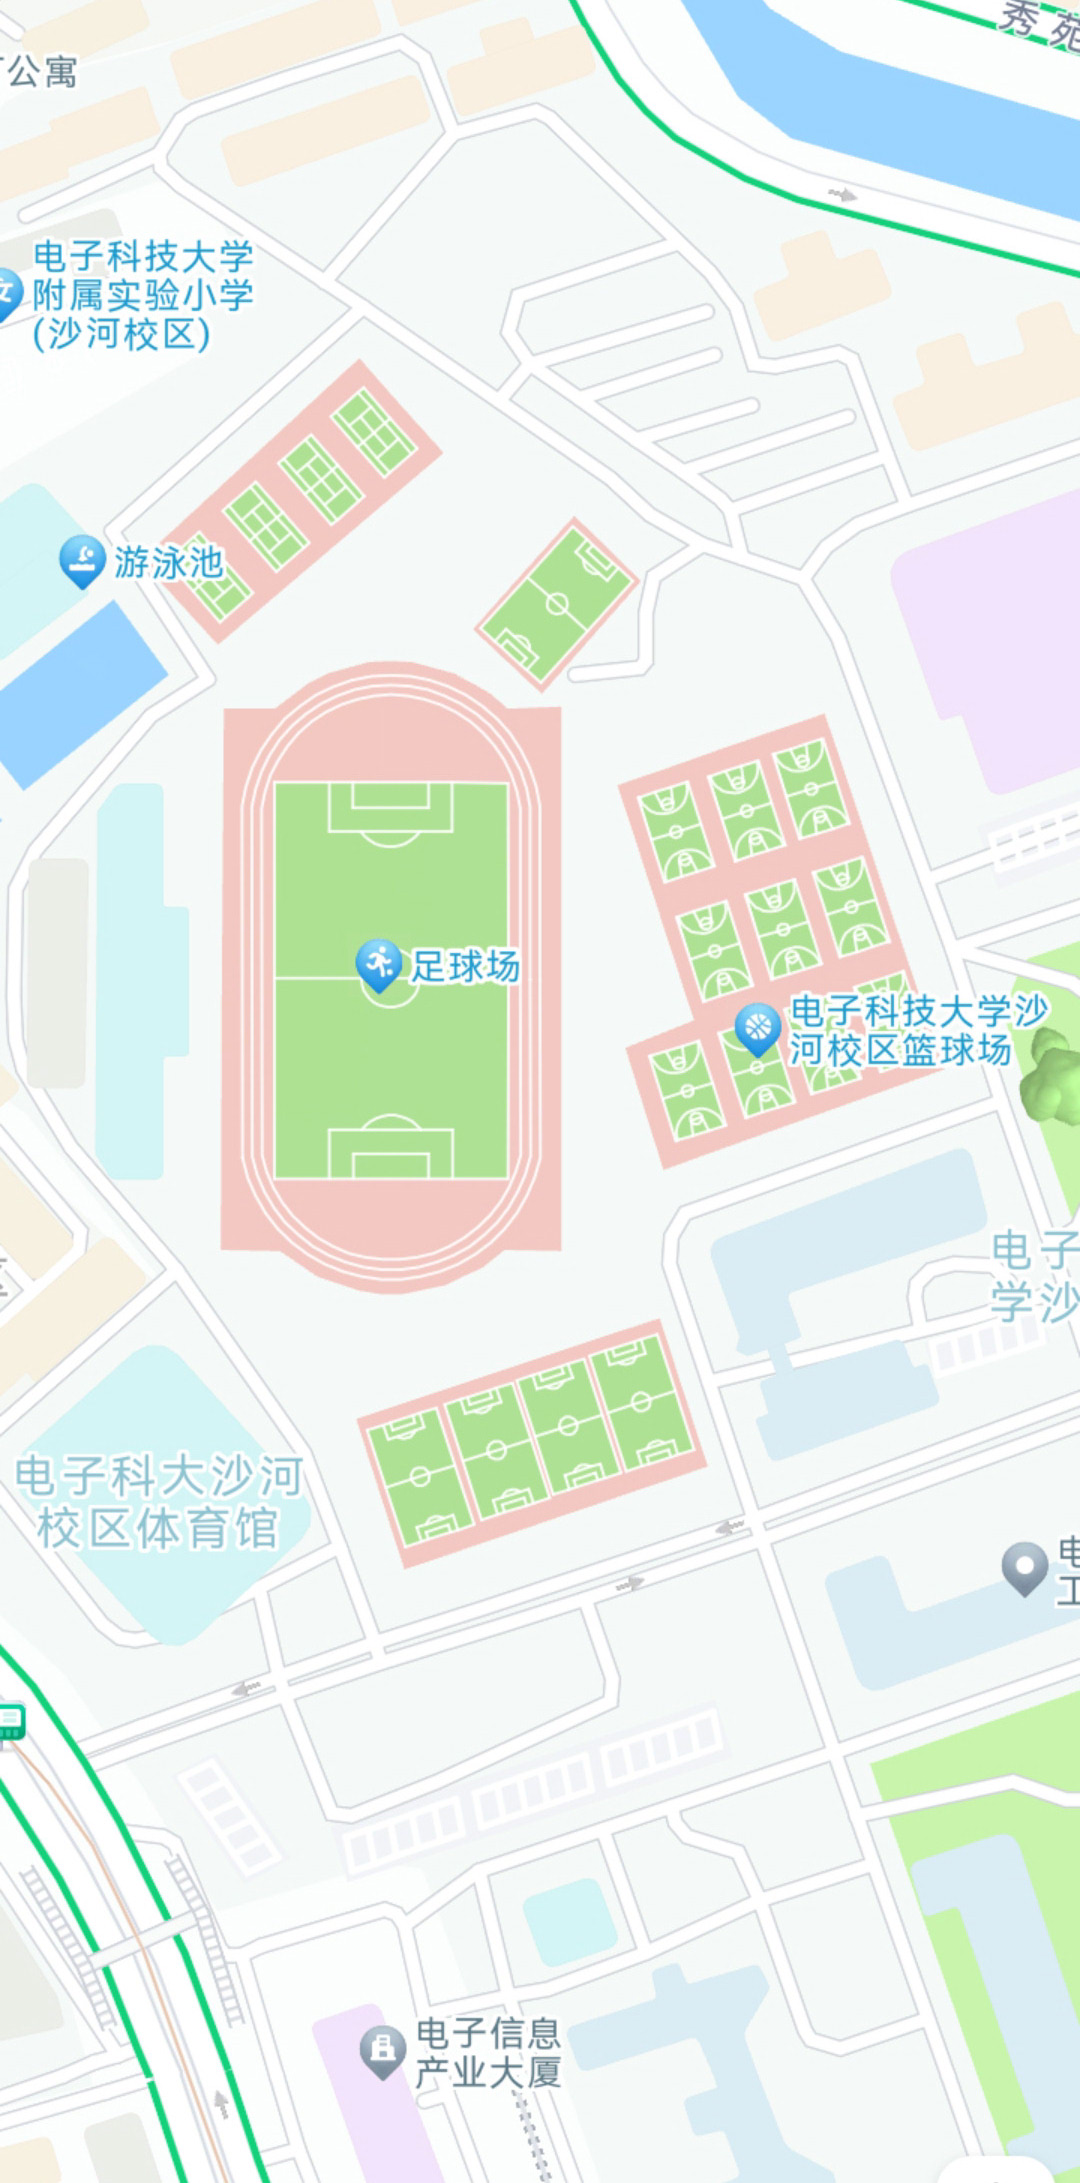 秀苑
公寓
电子科技大学
附属实验小学
(沙河校区)
游泳池
足球场
电子科技大学沙
河校区篮球场
电子
学沙
电子科大沙河
校区体育馆
电
工
电子信息
产业大厦